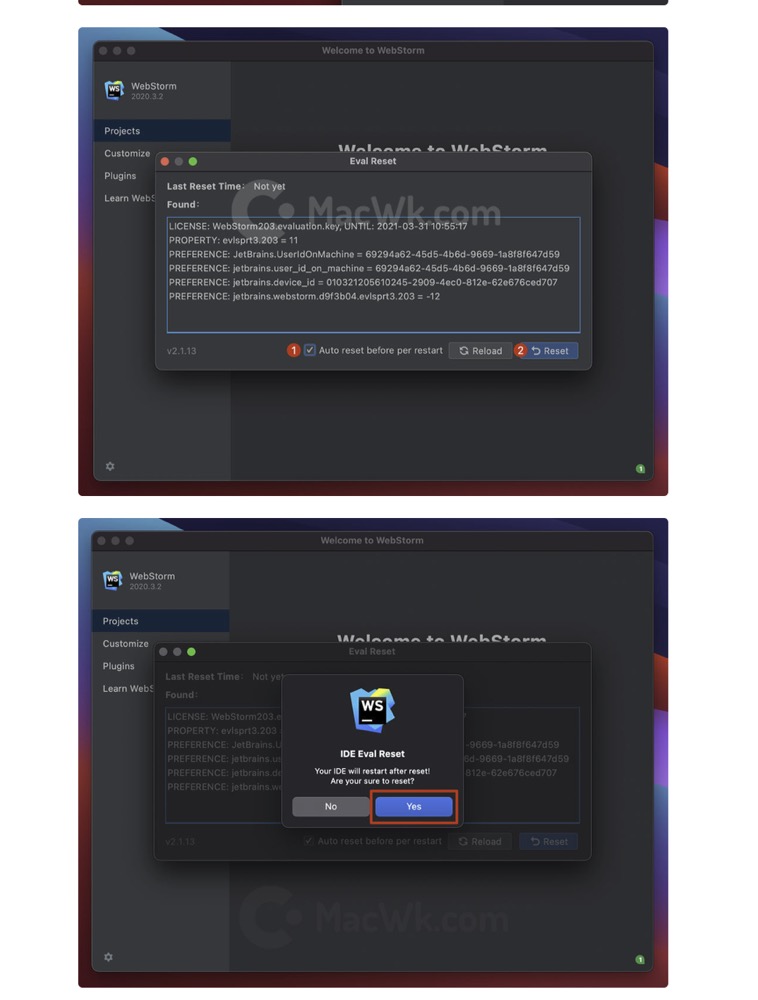 Welcome to WebStorm
WebStorm
2020.3.2
Projects
Customize
Plugins
Learn WebS
Welcome to WebStorm
Eval Reset
Last Reset Time: Not yet
Found:
MacWk.com
LICENSE: WebStorm203.evaluation.key, UNTIL: 2021-03-31 10:55:17
PROPERTY: evlsprt3.203 = 11
PREFERENCE: JetBrains.UserIdOnMachine = 69294a62-45d5-4b6d-9669-1a8f8f647d59
PREFERENCE: jetbrains.user_id_on_machine = 69294a62-45d5-4b6d-9669-1a8f8f647d59
PREFERENCE: jetbrains.device_id = 010321205610245-2909-4ec0-812e-62e676ced707
PREFERENCE: jetbrains.webstorm.d9f3b04.evlsprt3.203 = -12
v2.1.13
1 Auto reset before per restart
Reload
2 Reset
1
Welcome to WebStorm
WebStorm
2020.3.2
Projects
Customize
Plugins
Learn WebS
Welcome to WebStorm
Eval Reset
Last Reset Time: Not yet
Found:
LICENSE: WebStorm203.e
PROPERTY: evlsprt3.203
PREFERENCE: JetBrains.U
-9669-1a8f8f647d59
PREFERENCE: jetbrains.us
6d-9669-1a8f8f647d59
PREFERENCE: jetbrains.de
812e-62e676ced707
PREFERENCE: jetbrains.w
IDE Eval Reset
Your IDE will restart after reset!
Are your sure to reset?
No
Yes
v2.1.13
Auto reset before per restart
Reload
Reset
MacWk.com
1